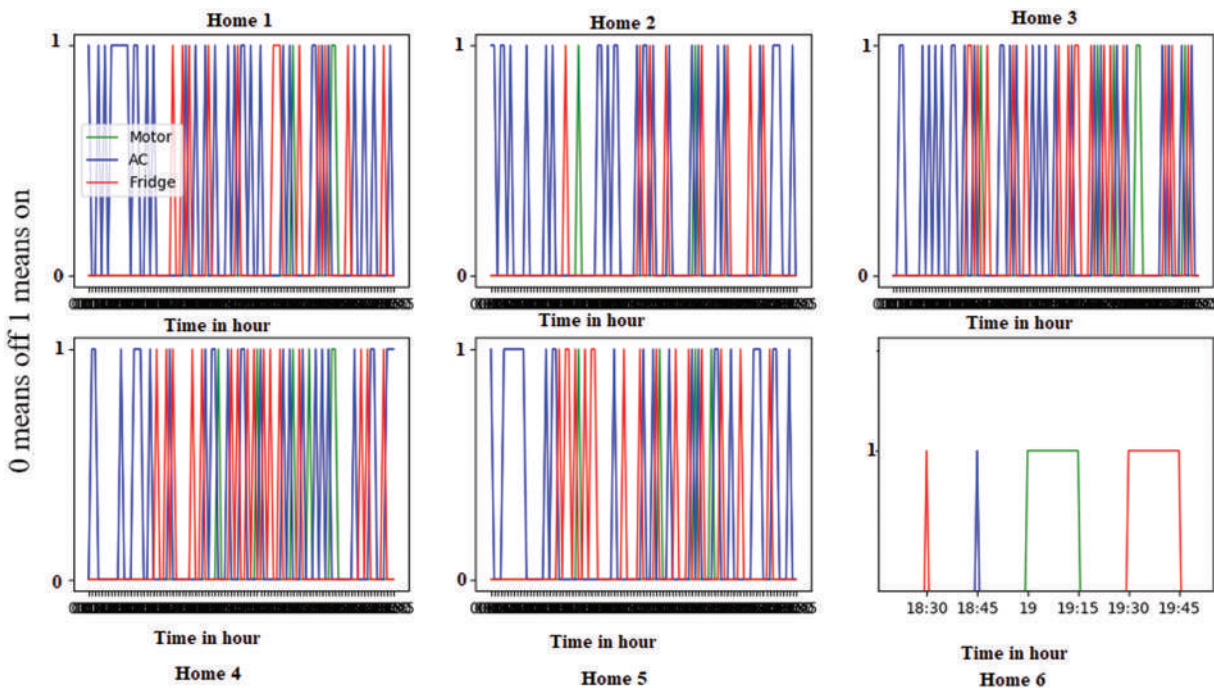 Home 1
Home 2
Home 3
1
1
1
Motor
AC
Fridge
0
0
0
Time in hour
Time in hour
Time in hour
0 means off 1 means on
1
1
1
0
0
18:30 18:45 19 19:15 19:30 19:45
Time in hour
Time in hour
Time in hour
Home 4
Home 5
Home 6